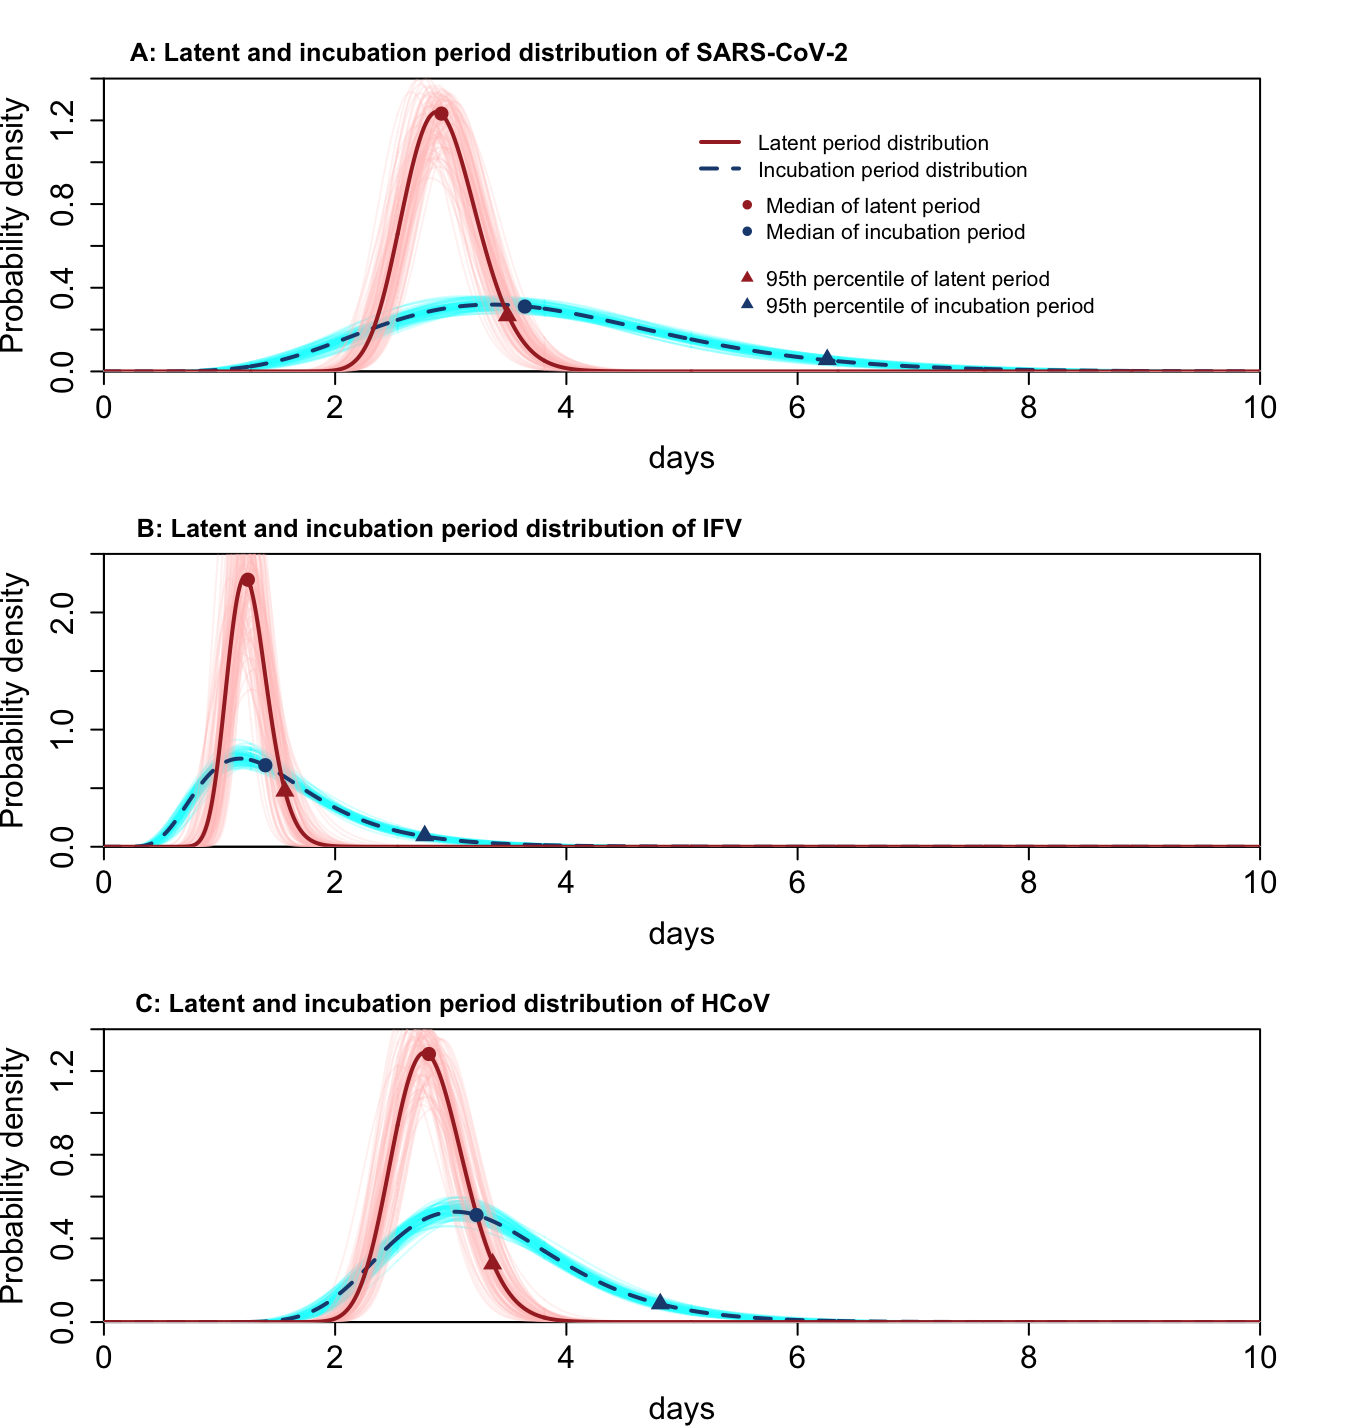 A: Latent and incubation period distribution of SARS-CoV-2
Probability density
0.0 0.4 0.8 1.2
Latent period distribution
Incubation period distribution
Median of latent period
Median of incubation period
95th percentile of latent period
95th percentile of incubation period
0 2 4 6 8 10
days
B: Latent and incubation period distribution of IFV
Probability density
0.0 1.0 2.0
0 2 4 6 8 10
days
C: Latent and incubation period distribution of HCoV
Probability density
0.0 0.4 0.8 1.2
0 2 4 6 8 10
days